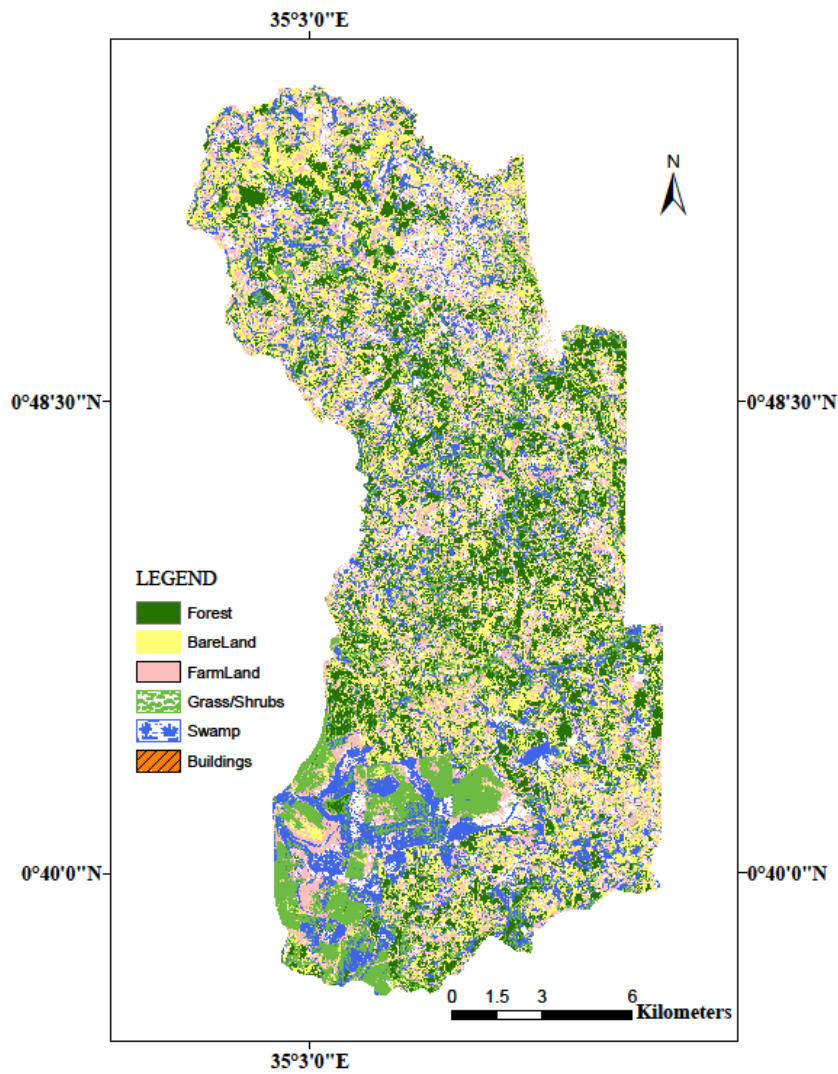 35°3'0"E
N
0°48'30"N
0°48'30"N
LEGEND
Forest
BareLand
FarmLand
Grass/Shrubs
Swamp
Buildings
0°40'0"N
0°40'0"N
0 1.5 3 6
Kilometers
35°3'0"E